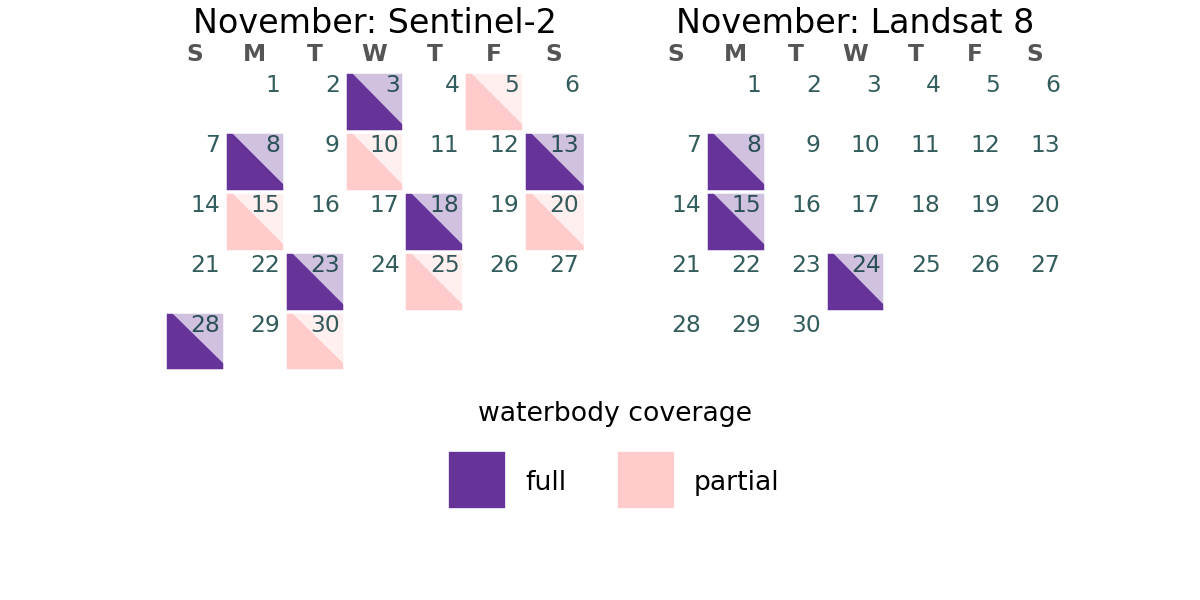 November: Sentinel-2
S M T W T F S
1 2 3 4 5 6
7 8 9 10 11 12 13
14 15 16 17 18 19 20
21 22 23 24 25 26 27
28 29 30
November: Landsat 8
S M T W T F S
1 2 3 4 5 6
7 8 9 10 11 12 13
14 15 16 17 18 19 20
21 22 23 24 25 26 27
28 29 30
waterbody coverage
full partial